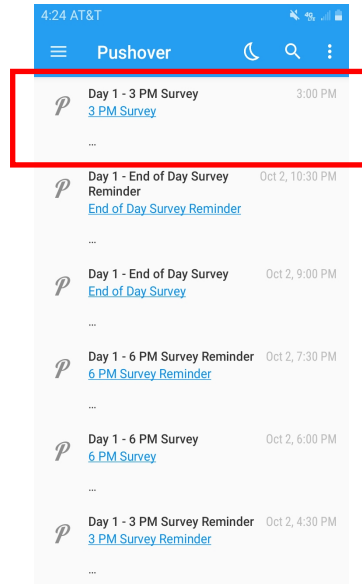 4:24 AT&T 4G
Pushover
Day 1 - 3 PM Survey 3:00 PM
3 PM Survey
...
Day 1 - End of Day Survey Oct 2, 10:30 PM
Reminder
End of Day Survey Reminder
...
Day 1 - End of Day Survey Oct 2, 9:00 PM
End of Day Survey
...
Day 1 - 6 PM Survey Reminder Oct 2, 7:30 PM
6 PM Survey Reminder
...
Day 1 - 6 PM Survey Oct 2, 6:00 PM
6 PM Survey
...
Day 1 - 3 PM Survey Reminder Oct 2, 4:30 PM
3 PM Survey Reminder
...